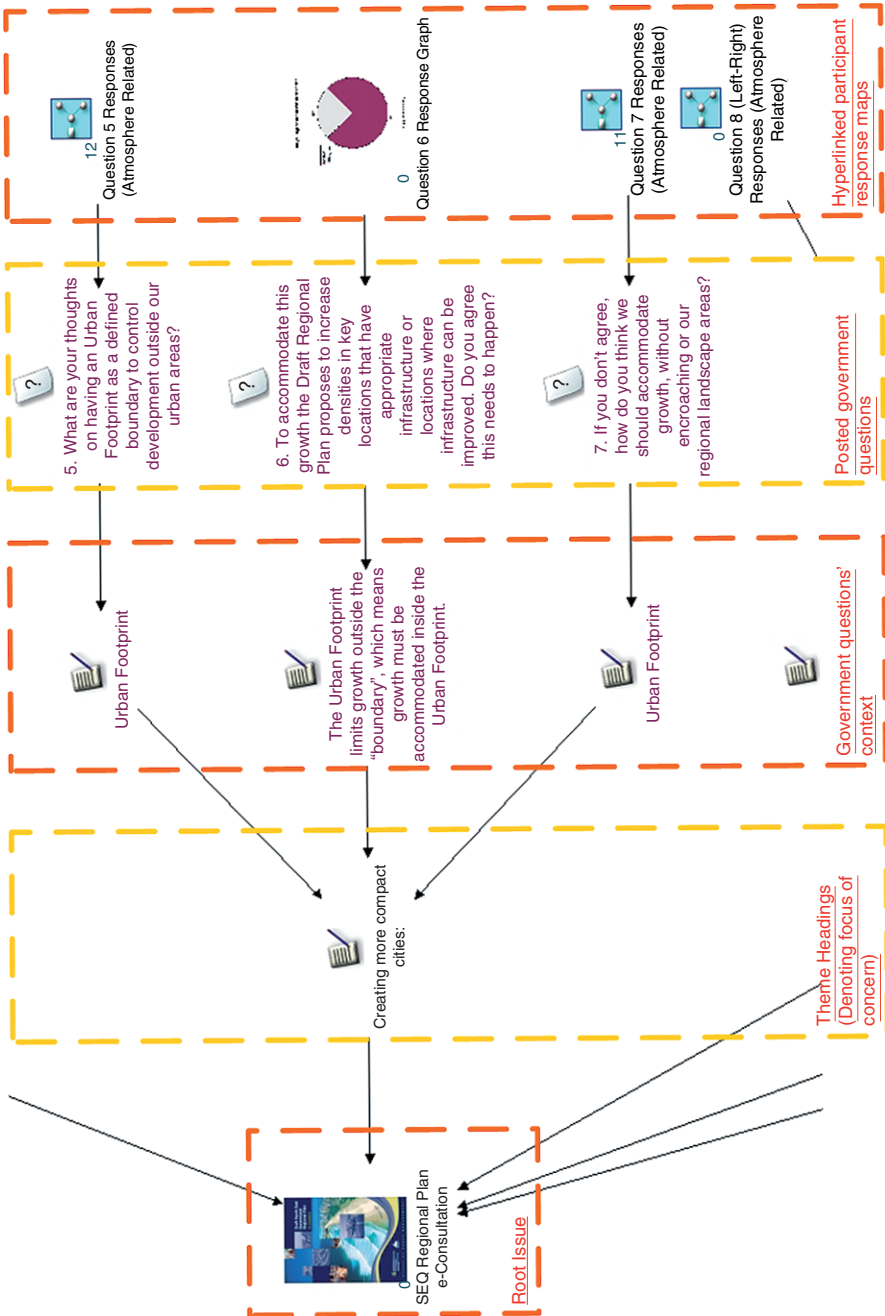 12
Question 5 Responses
(Atmosphere Related)
0
Question 6 Response Graph
11
Question 7 Responses
(Atmosphere Related)
0
Question 8 (Left-Right)
Responses (Atmosphere
Related)
Hyperlinked participant
response maps
?
5. What are your thoughts
on having an Urban
Footprint as a defined
boundary to control
development outside our
urban areas?
?
6. To accommodate this
growth the Draft Regional
Plan proposes to increase
densities in key
locations that have
appropriate
infrastructure or
locations where
infrastructure can be
improved. Do you agree
this needs to happen?
?
7. If you don't agree,
how do you think we
should accommodate
growth, without
encroaching or our
regional landscape areas?
Posted government
questions
Urban Footprint
The Urban Footprint
limits growth outside the
“boundary”, which means
growth must be
accommodated inside the
Urban Footprint.
Urban Footprint
Government questions’
context
Creating more compact
cities:
Theme Headings
(Denoting focus of
concern)
0
SEQ Regional Plan
e-Consultation
Root Issue